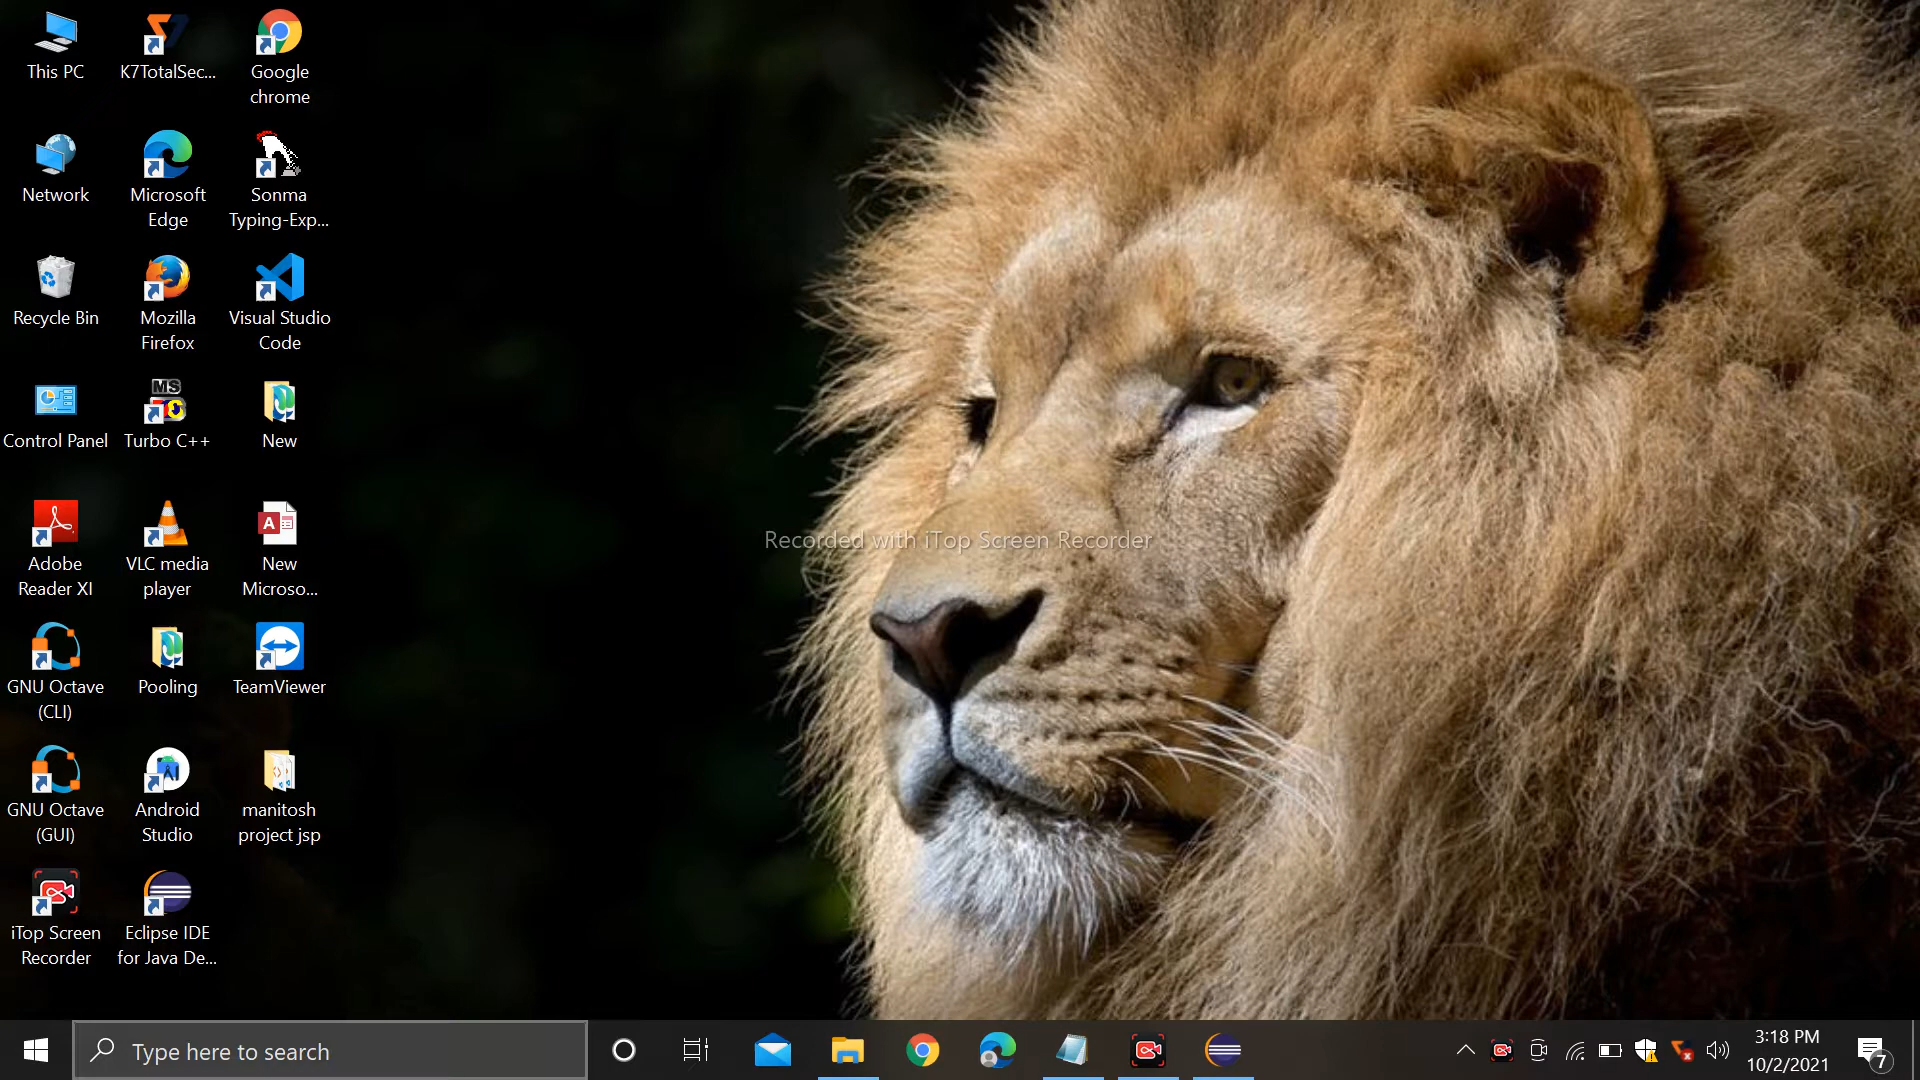 This PC
K7TotalSec...
Google
chrome
Network
Microsoft
Edge
Sonma
Typing-Exp...
Recycle Bin
Mozilla
Firefox
Visual Studio
Code
Control Panel
MS
Turbo C++
New
Adobe
Reader XI
VLC media
player
A
New
Microso...
GNU Octave
(CLI)
Pooling
TeamViewer
GNU Octave
(GUI)
Android
Studio
manitosh
project jsp
iTop Screen
Recorder
Eclipse IDE
for Java De...
Recorded with iTop Screen Recorder
Type here to search
3:18 PM
10/2/2021
7